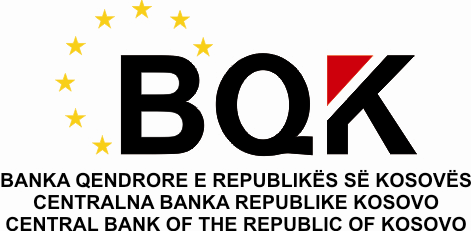 BQK
BANKA QENDRORE E REPUBLIKËS SË KOSOVËS
CENTRALNA BANKA REPUBLIKE KOSOVO
CENTRAL BANK OF THE REPUBLIC OF KOSOVO